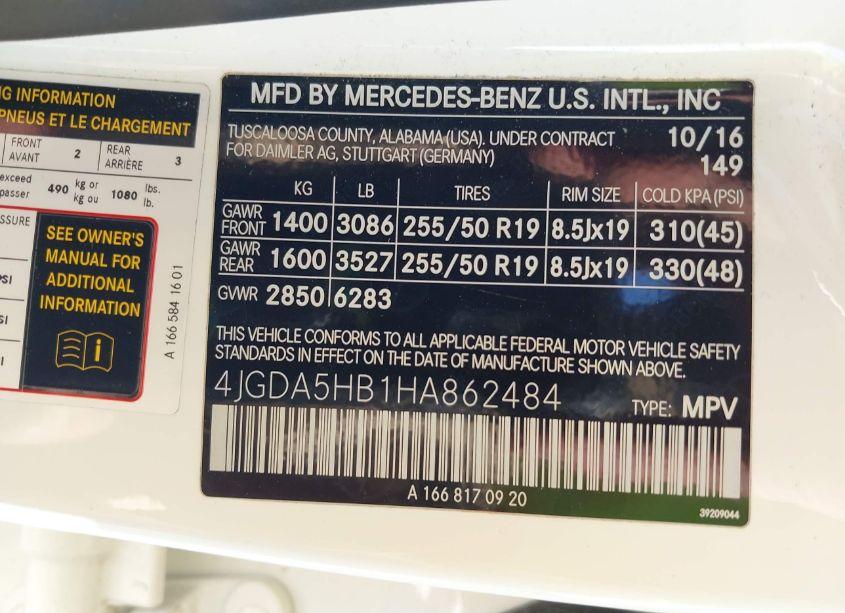 G INFORMATION
PNEUS ET LE CHARGEMENT
FRONT AVANT 2 REAR ARRIÈRE 3
exceed
passer 490 kg or kg ou 1080 lbs. lb.
SSURE
SEE OWNER'S
MANUAL FOR
ADDITIONAL
INFORMATION
PSI
SI
I
A 166 584 16 01
MFD BY MERCEDES-BENZ U.S. INTL., INC
TUSCALOOSA COUNTY, ALABAMA (USA). UNDER CONTRACT 10/16
FOR DAIMLER AG, STUTTGART (GERMANY) 149
KG LB TIRES RIM SIZE COLD KPA (PSI)
GAWR FRONT 1400 3086 255/50 R19 8.5Jx19 310(45)
GAWR REAR 1600 3527 255/50 R19 8.5Jx19 330(48)
GVWR 2850 6283
THIS VEHICLE CONFORMS TO ALL APPLICABLE FEDERAL MOTOR VEHICLE SAFETY
STANDARDS IN EFFECT ON THE DATE OF MANUFACTURE SHOWN ABOVE.
4JGDA5HB1HA862484 TYPE: MPV
A 166 817 09 20
39209044